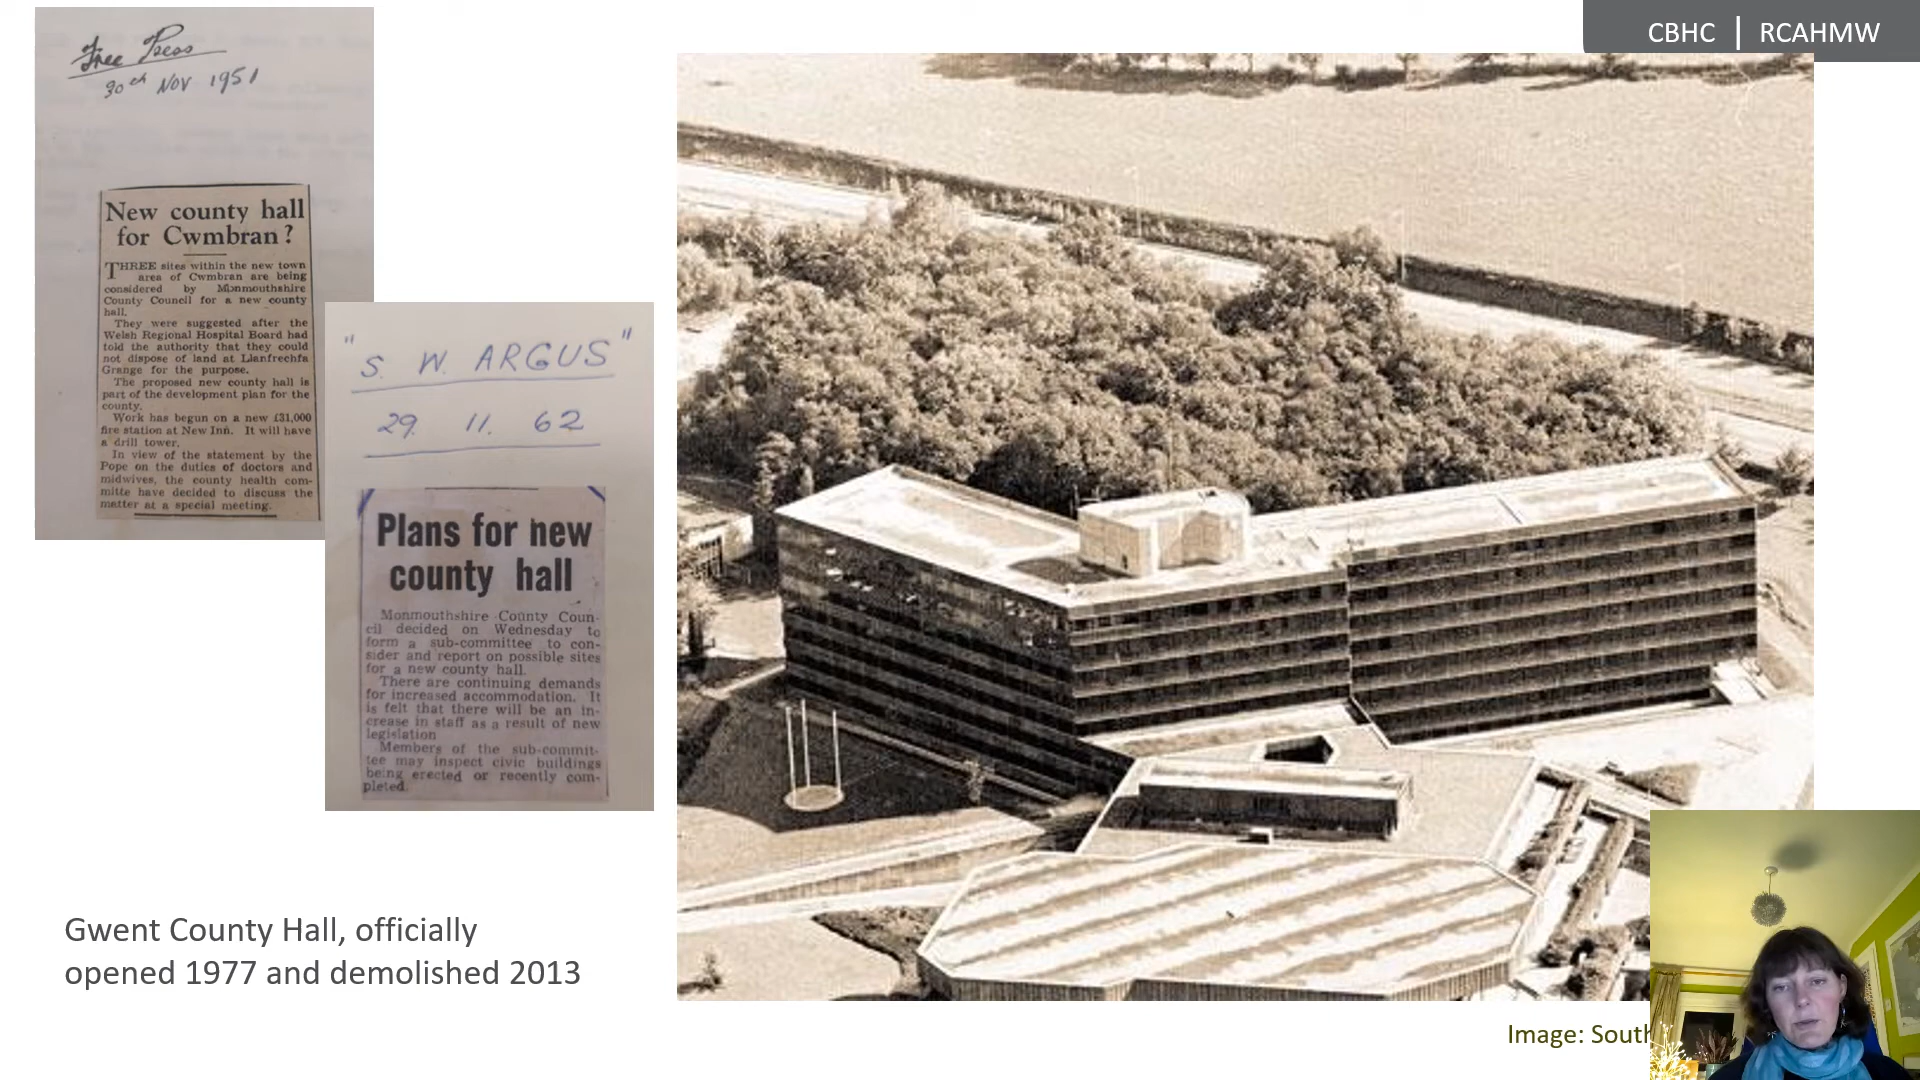 CBHC | RCAHMW
Free Press
30th Nov 1951
New county hall
for Cwmbran?
THREE sites within the new town
area of Cwmbran are being
considered by Monmouthshire
County Council for a new county
hall.
They were suggested after the
Welsh Regional Hospital Board had
told the authority that they could
not dispose of land at Llanfrechfa
Grange for the purpose.
The proposed new county hall is
part of the development plan for the
county.
Work has begun on a new £31,000
fire station at New Inn. It will have
a drill tower.
In view of the statement by the
Pope on the duties of doctors and
midwives, the county health com-
mitte have decided to discuss the
matter at a special meeting.
"S. W. ARGUS"
29. 11. 62
Plans for new
county hall
Monmouthshire County Coun-
cil decided on Wednesday to
form a sub-committee to con-
sider and report on possible sites
for a new county hall.
There are continuing demands
for increased accommodation. It
is felt that there will be an in-
crease in staff as a result of new
legislation
Members of the sub-commit-
tee may inspect civic buildings
being erected or recently com-
pleted.
Gwent County Hall, officially
opened 1977 and demolished 2013
Image: South